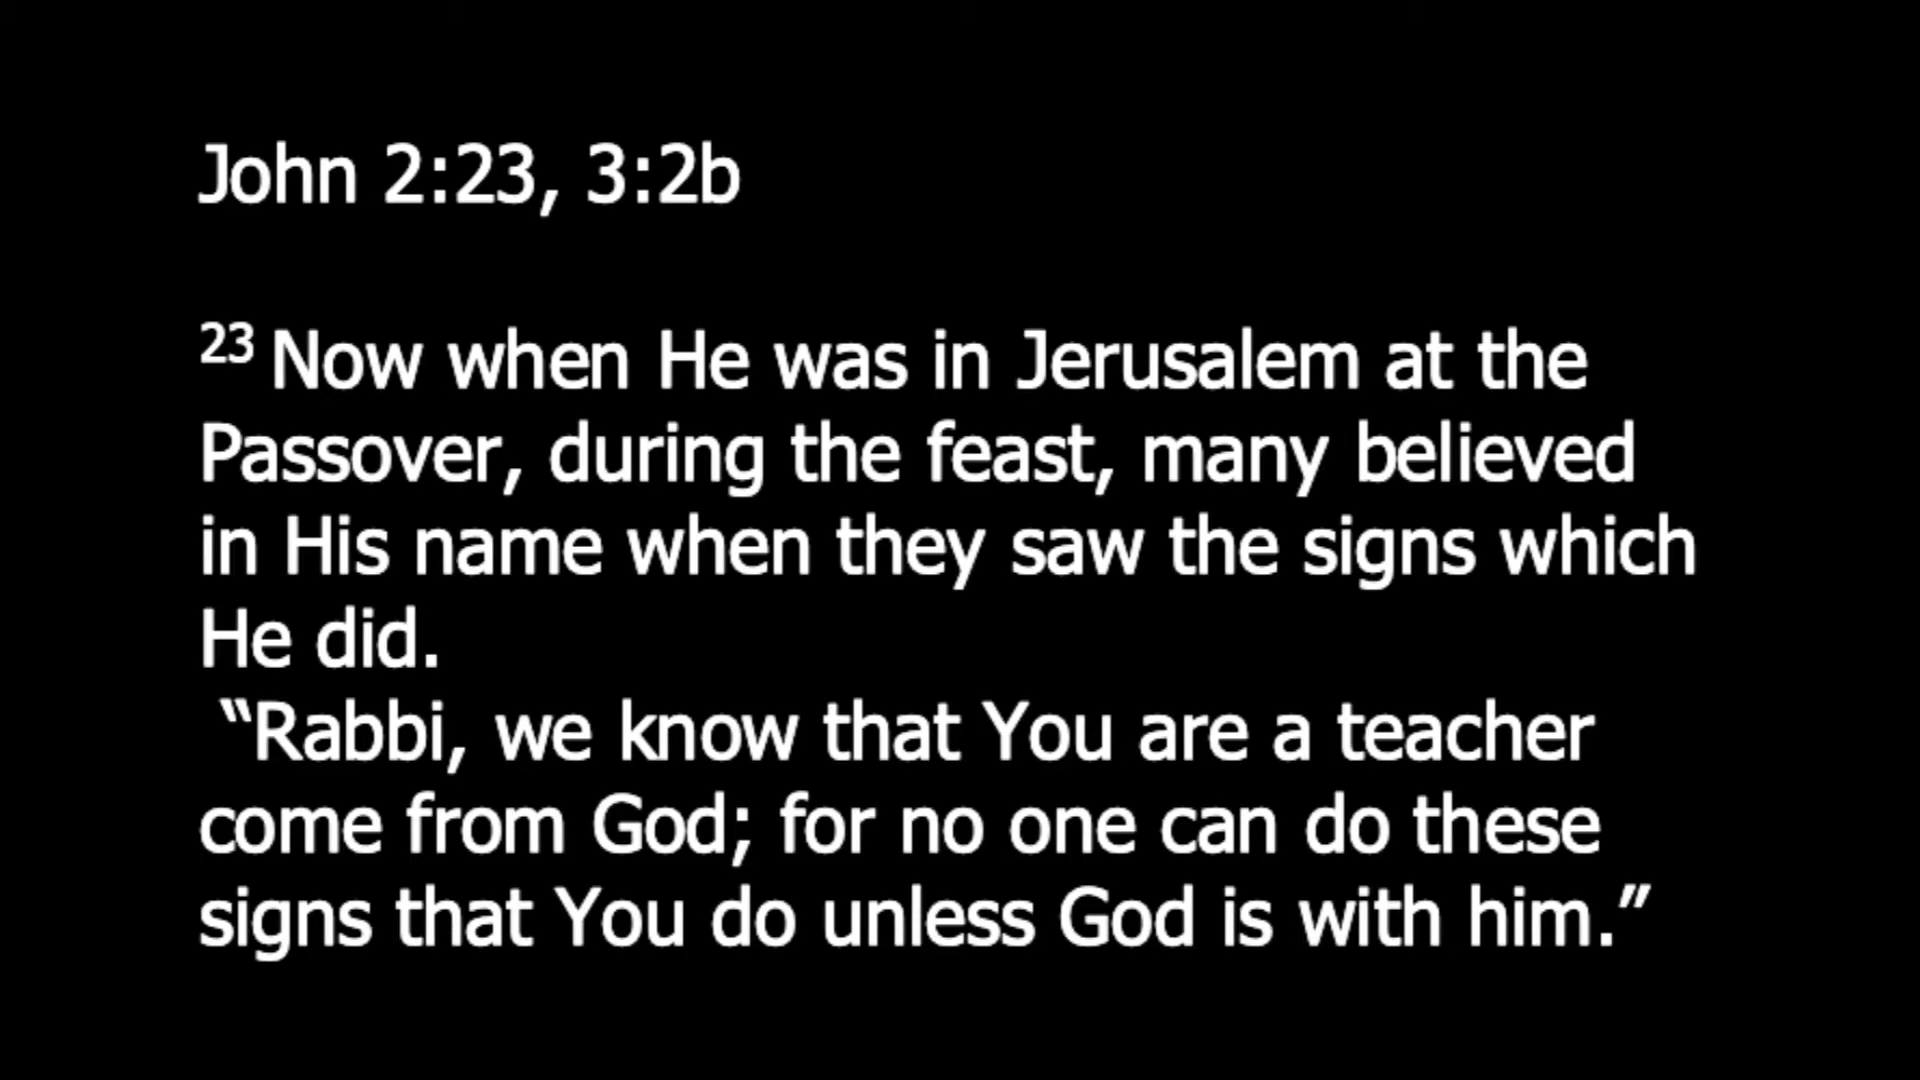 John 2:23, 3:2b
23 Now when He was in Jerusalem at the
Passover, during the feast, many believed
in His name when they saw the signs which
He did.
“Rabbi, we know that You are a teacher
come from God; for no one can do these
signs that You do unless God is with him.”